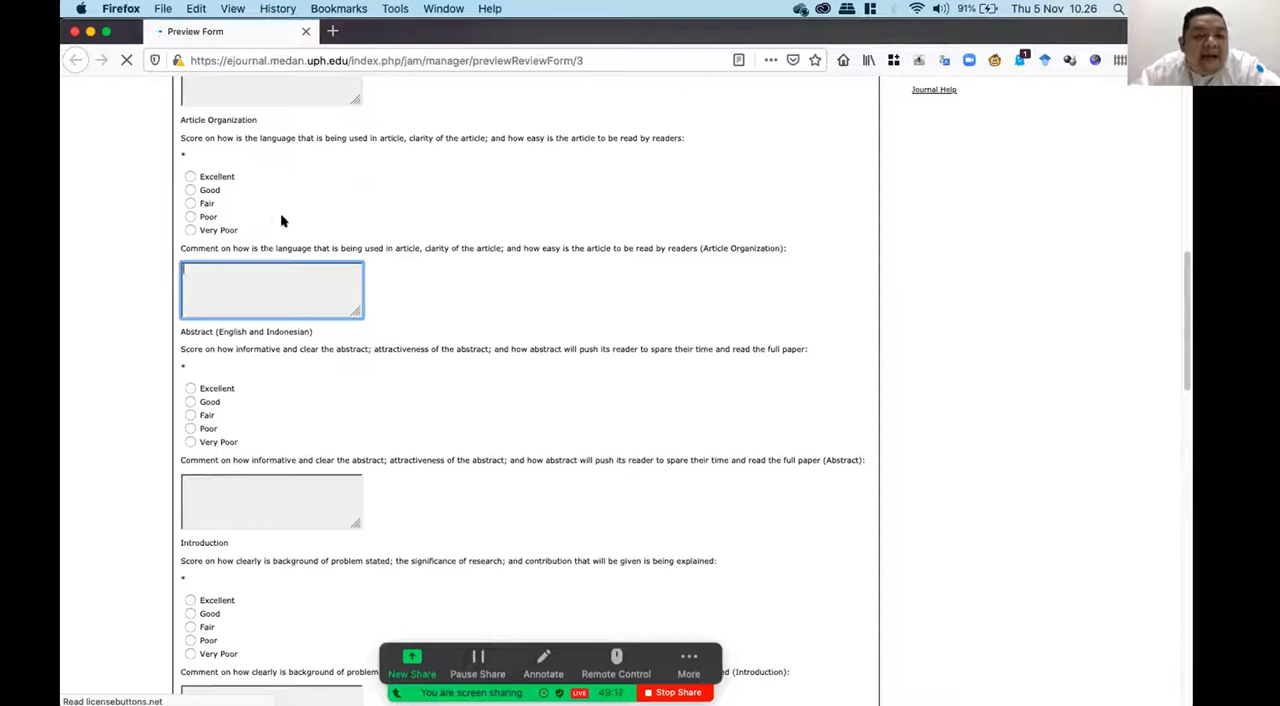 Firefox File Edit View History Bookmarks Tools Window Help 91% Thu 5 Nov 10.26
Preview Form
https://ejournal.medan.uph.edu/index.php/jam/manager/previewReviewForm/3
1
Journal Help
Article Organization
Score on how is the language that is being used in article, clarity of the article; and how easy is the article to be read by readers:
*
Excellent
Good
Fair
Poor
Very Poor
Comment on how is the language that is being used in article, clarity of the article; and how easy is the article to be read by readers (Article Organization):
Abstract (English and Indonesian)
Score on how informative and clear the abstract; attractiveness of the abstract; and how abstract will push its reader to spare their time and read the full paper:
*
Excellent
Good
Fair
Poor
Very Poor
Comment on how informative and clear the abstract; attractiveness of the abstract; and how abstract will push its reader to spare their time and read the full paper (Abstract):
Introduction
Score on how clearly is background of problem stated; the significance of research; and contribution that will be given is being explained:
*
Excellent
Good
Fair
Poor
Very Poor
Comment on how clearly is background of problem d (Introduction):
New Share Pause Share Annotate Remote Control More
You are screen sharing LIVE 49:17 Stop Share
Read licensebuttons.net